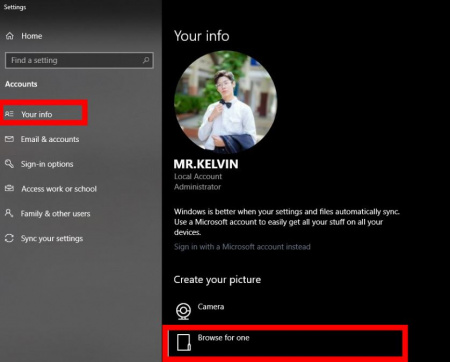 Settings
Home
Find a setting
Accounts
Your info
Email & accounts
Sign-in options
Access work or school
Family & other users
Sync your settings
Your info
MR.KELVIN
Local Account
Administrator
Windows is better when your settings and files automatically sync.
Use a Microsoft account to easily get all your stuff on all your
devices.
Sign in with a Microsoft account instead
Create your picture
Camera
Browse for one